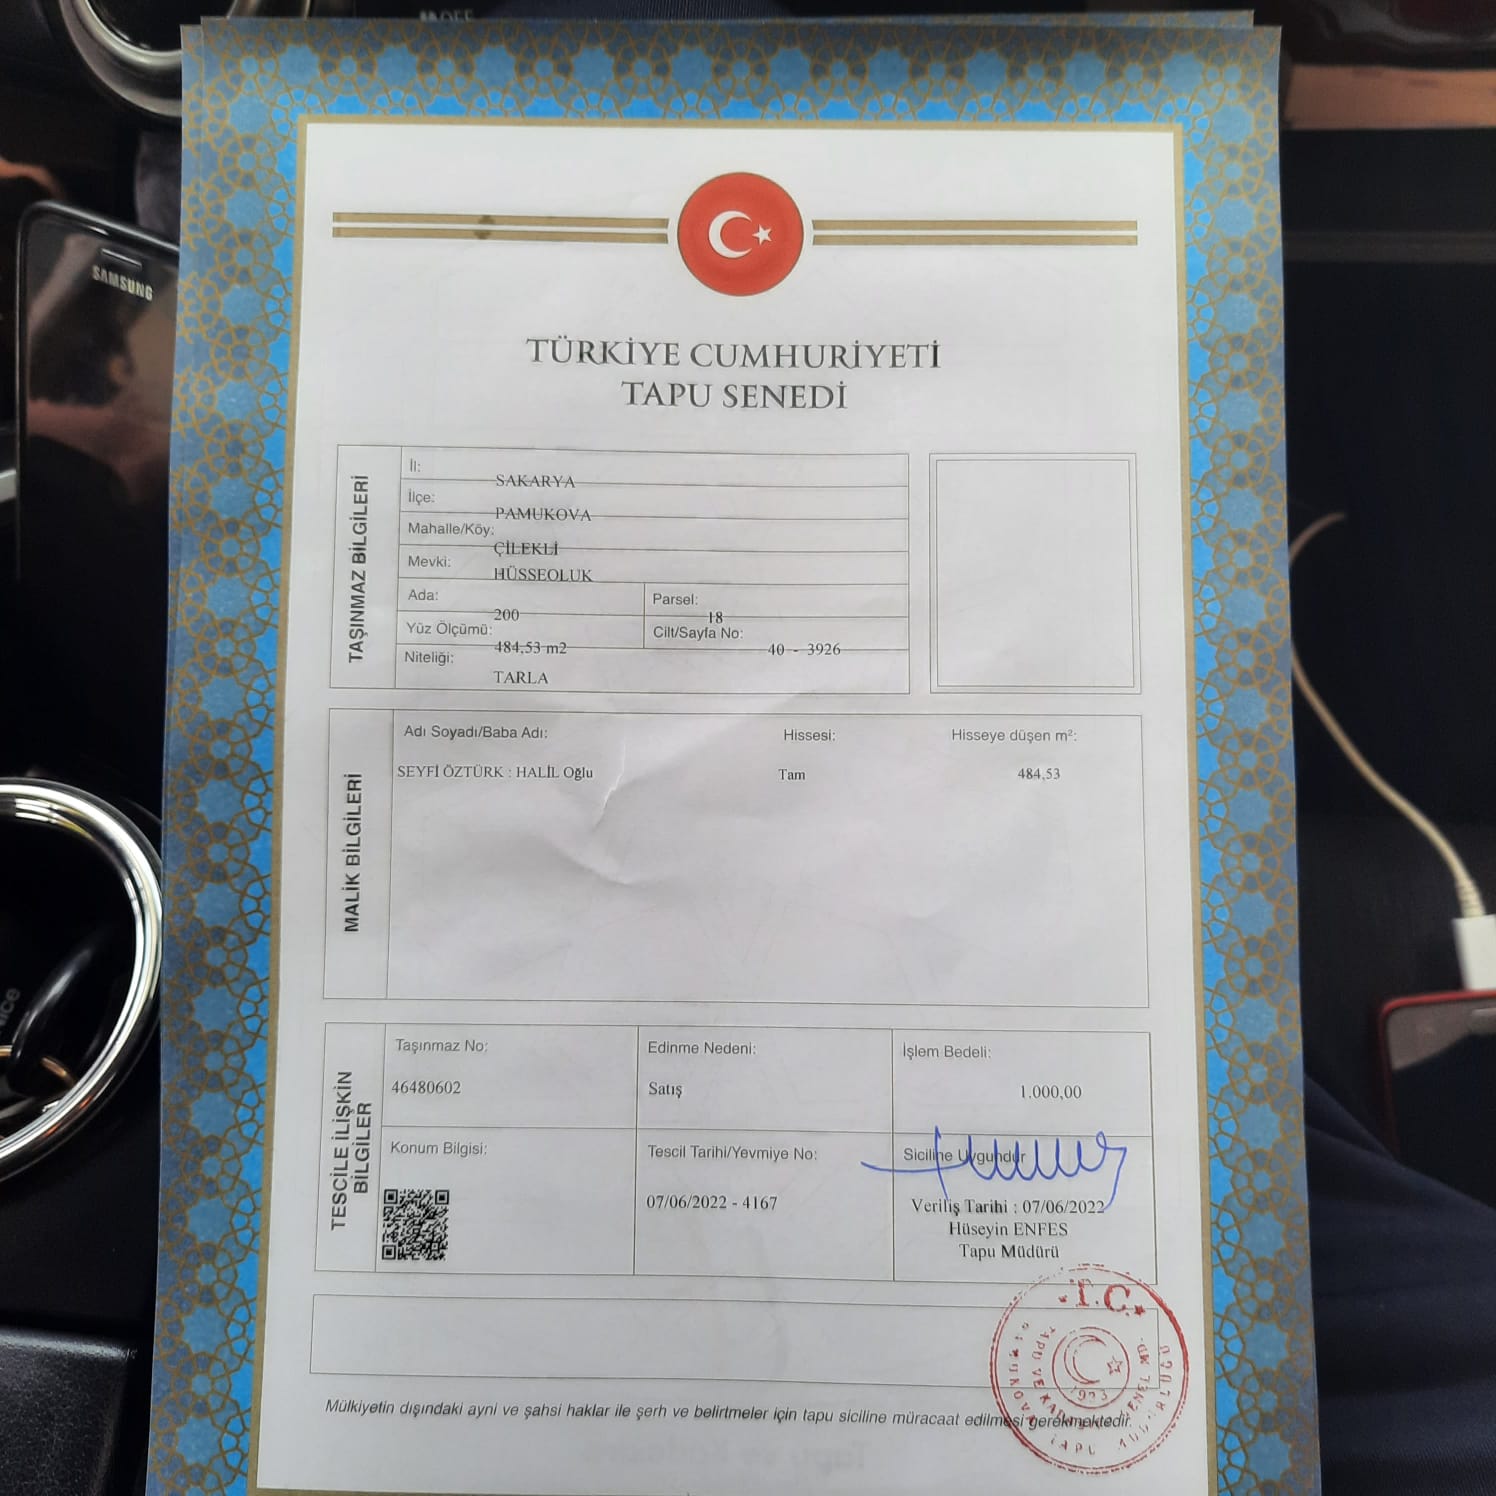 OFF
SAMSUNG
TÜRKİYE CUMHURİYETİ
TAPU SENEDİ
TAŞINMAZ BİLGİLERİ
İl: SAKARYA
İlçe: PAMUKOVA
Mahalle/Köy: ÇİLEKLİ
Mevki: HÜSSEOLUK
Ada: 200 Parsel: 18
Yüz Ölçümü: 484,53 m2 Cilt/Sayfa No: 40 - 3926
Niteliği: TARLA
MALİK BİLGİLERİ
Adı Soyadı/Baba Adı: Hissesi: Hisseye düşen m²:
SEYFİ ÖZTÜRK : HALİL Oğlu Tam 484,53
TESCİLE İLİŞKİN
BİLGİLER
Taşınmaz No: Edinme Nedeni: İşlem Bedeli:
46480602 Satış 1.000,00
Konum Bilgisi: Tescil Tarihi/Yevmiye No: Siciline Uygundur
07/06/2022 - 4167 Veriliş Tarihi : 07/06/2022
Hüseyin ENFES
Tapu Müdürü
T.C.
1923
Mülkiyetin dışındaki ayni ve şahsi haklar ile şerh ve belirtmeler için tapu siciline müracaat edilmesi gerekmektedir.